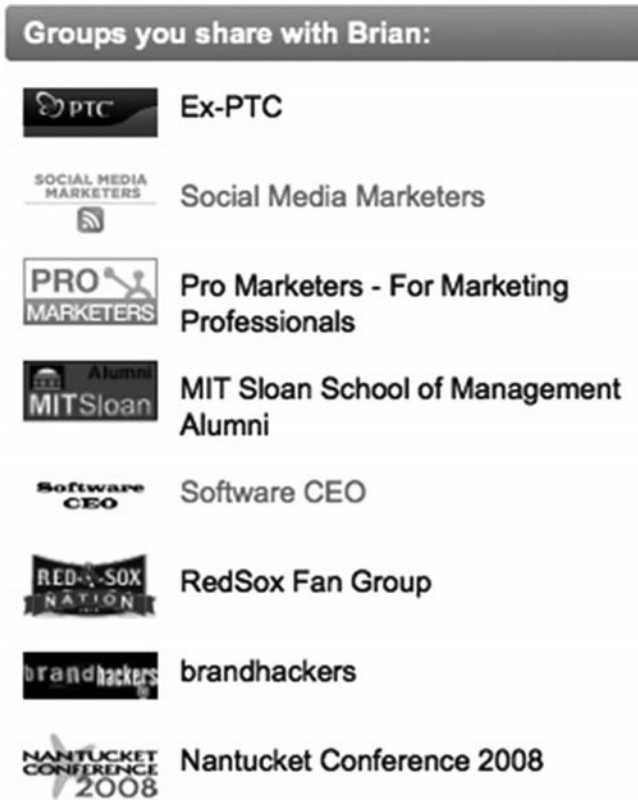 Groups you share with Brian:
PTC
Ex-PTC
SOCIAL MEDIA
MARKETERS
Social Media Marketers
PRO
MARKETERS
Pro Marketers - For Marketing
Professionals
Alumni
MITSloan
MIT Sloan School of Management
Alumni
Software
CEO
Software CEO
RED SOX
NATION
RedSox Fan Group
brandhackers
brandhackers
NANTUCKET
CONFERENCE
2008
Nantucket Conference 2008